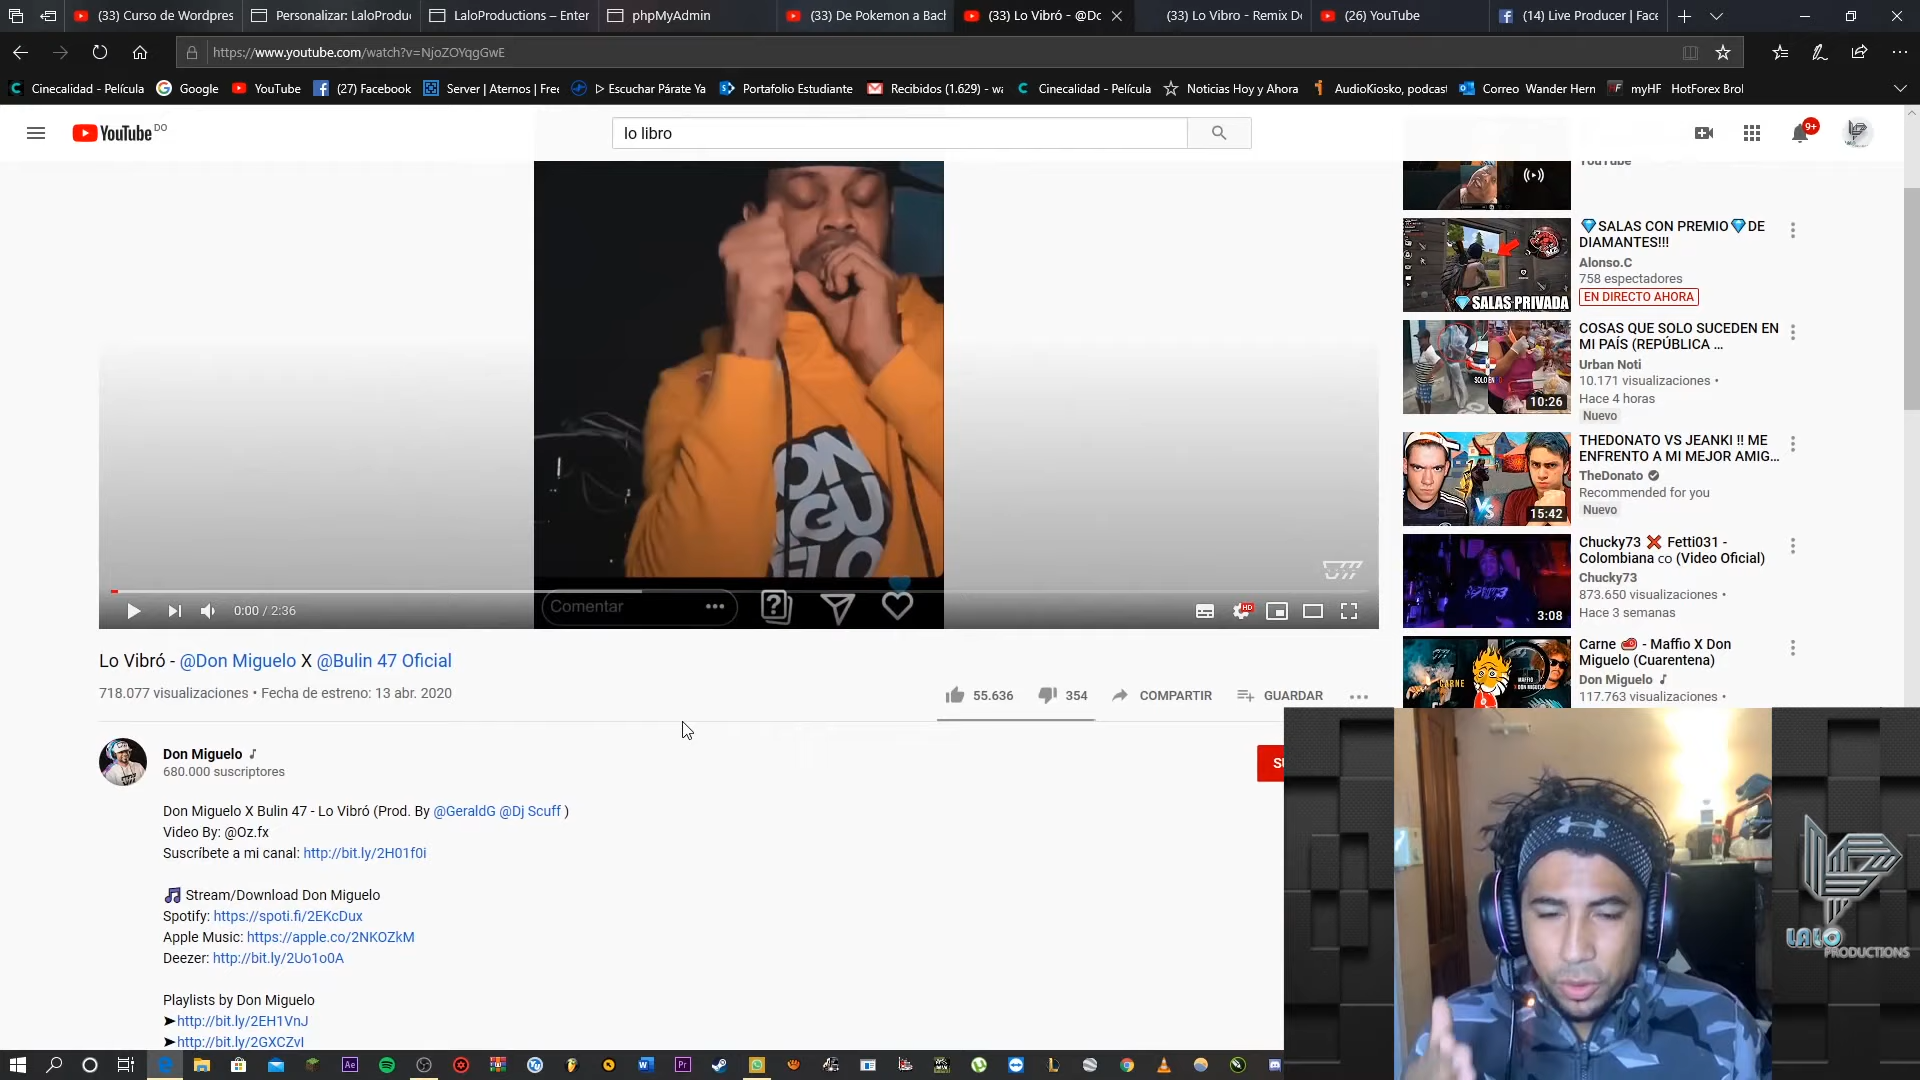 (33) Curso de Wordpres
Personalizar: LaloProdu
LaloProductions – Enter
phpMyAdmin
(33) De Pokemon a Bach
(33) Lo Vibró - @Do
(33) Lo Vibro - Remix D
(26) YouTube
(14) Live Producer | Face
https://www.youtube.com/watch?v=NjoZOYqgGwE
Cinecalidad - Película
Google
YouTube
(27) Facebook
Server | Aternos | Free
▷ Escuchar Párate Ya
Portafolio Estudiante
Recibidos (1.629) - wa
Cinecalidad - Película
Noticias Hoy y Ahora
AudioKiosko, podcast
Correo Wander Hern
myHF HotForex Brol
YouTube DO
lo libro
9+
YouTube
💎SALAS CON PREMIO💎DE
DIAMANTES!!!
Alonso.C
758 espectadores
EN DIRECTO AHORA
SALAS PRIVADA
COSAS QUE SOLO SUCEDEN EN
MI PAÍS (REPÚBLICA ...
Urban Noti
10.171 visualizaciones •
Hace 4 horas
Nuevo
10:26
THEDONATO VS JEANKI !! ME
ENFRENTO A MI MEJOR AMIG...
TheDonato
Recommended for you
Nuevo
VS
15:42
Chucky73 ❌ Fetti031 -
Colombiana co (Video Oficial)
Chucky73
873.650 visualizaciones •
Hace 3 semanas
3:08
Carne 🥩 - Maffio X Don
Miguelo (Cuarentena)
Don Miguelo
117.763 visualizaciones •
DON
MIGUELO
Comentar
0:00 / 2:36
HD
Lo Vibró - @Don Miguelo X @Bulin 47 Oficial
718.077 visualizaciones • Fecha de estreno: 13 abr. 2020
55.636
354
COMPARTIR
GUARDAR
Don Miguelo
680.000 suscriptores
SU
Don Miguelo X Bulin 47 - Lo Vibró (Prod. By @GeraldG @Dj Scuff )
Video By: @Oz.fx
Suscríbete a mi canal: http://bit.ly/2H01f0i
🎵 Stream/Download Don Miguelo
Spotify: https://spoti.fi/2EKcDux
Apple Music: https://apple.co/2NKOZkM
Deezer: http://bit.ly/2Uo1o0A
Playlists by Don Miguelo
➤http://bit.ly/2EH1VnJ
➤http://bit.ly/2GXCZvI
LALO
PRODUCTIONS